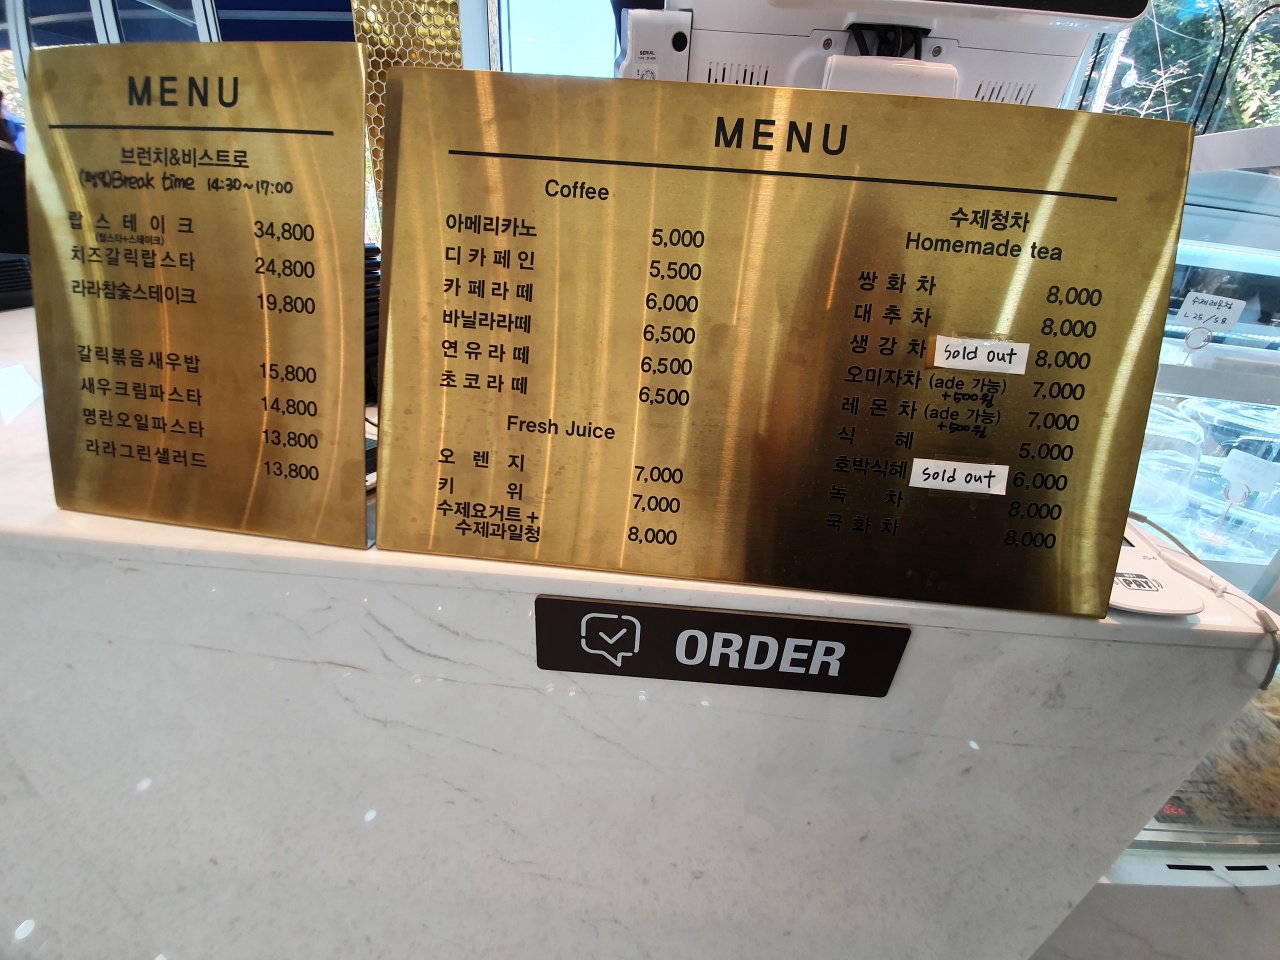 MENU
브런치&비스트로
(평일)Break time 14:30~17:00
랍스테이크 34,800
(랍스타+스테이크)
치즈갈릭랍스타 24,800
라라참숯스테이크 19,800
갈릭볶음새우밥 15,800
새우크림파스타 14,800
명란오일파스타 13,800
라라그린샐러드 13,800
MENU
Coffee
아메리카노 5,000
디카페인 5,500
카페라떼 6,000
바닐라라떼 6,500
연유라떼 6,500
초코라떼 6,500
Fresh Juice
오렌지 7,000
키위 7,000
수제요거트+
수제과일청 8,000
수제청차
Homemade tea
쌍화차 8,000
대추차 8,000
생강차 sold out 8,000
오미자차 (ade 가능) 7,000
+500원
레몬차 (ade 가능) 7,000
+500원
식혜 5,000
호박식혜 sold out 6,000
녹차 8,000
국화차 8,000
ORDER
SERIAL
수제레몬청
PAY